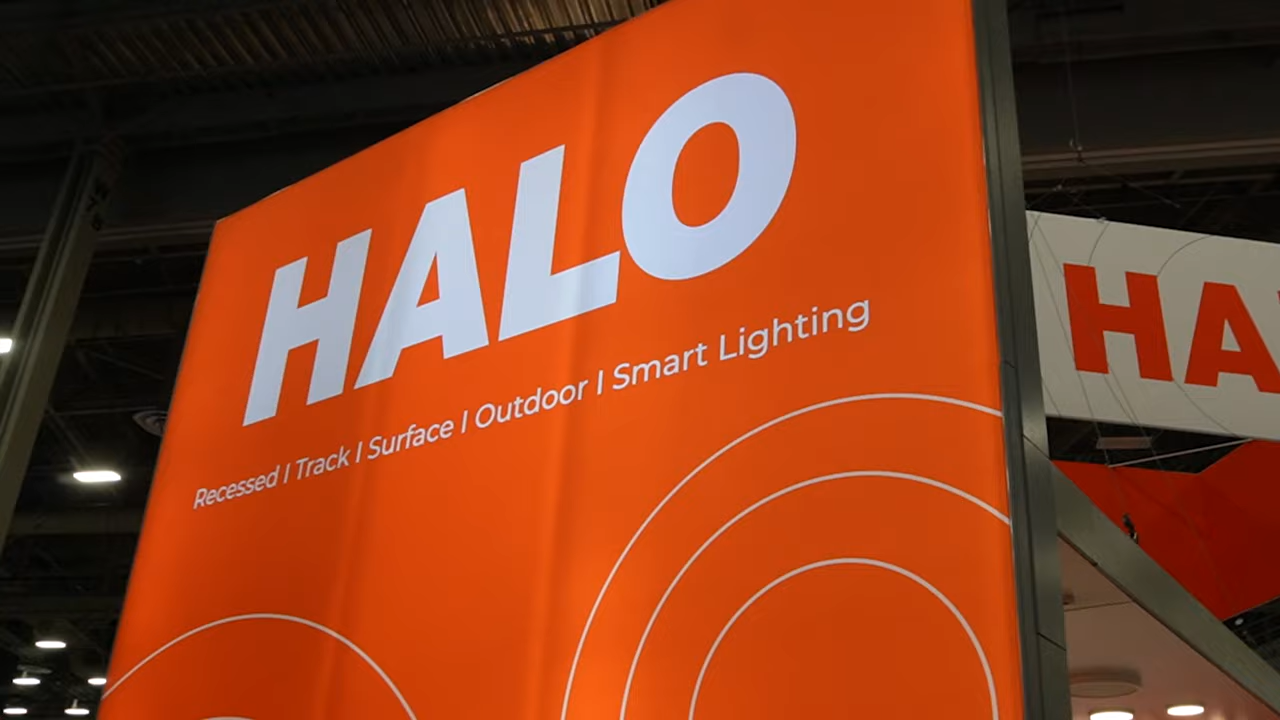 HALO
Recessed | Track | Surface | Outdoor | Smart Lighting
HA